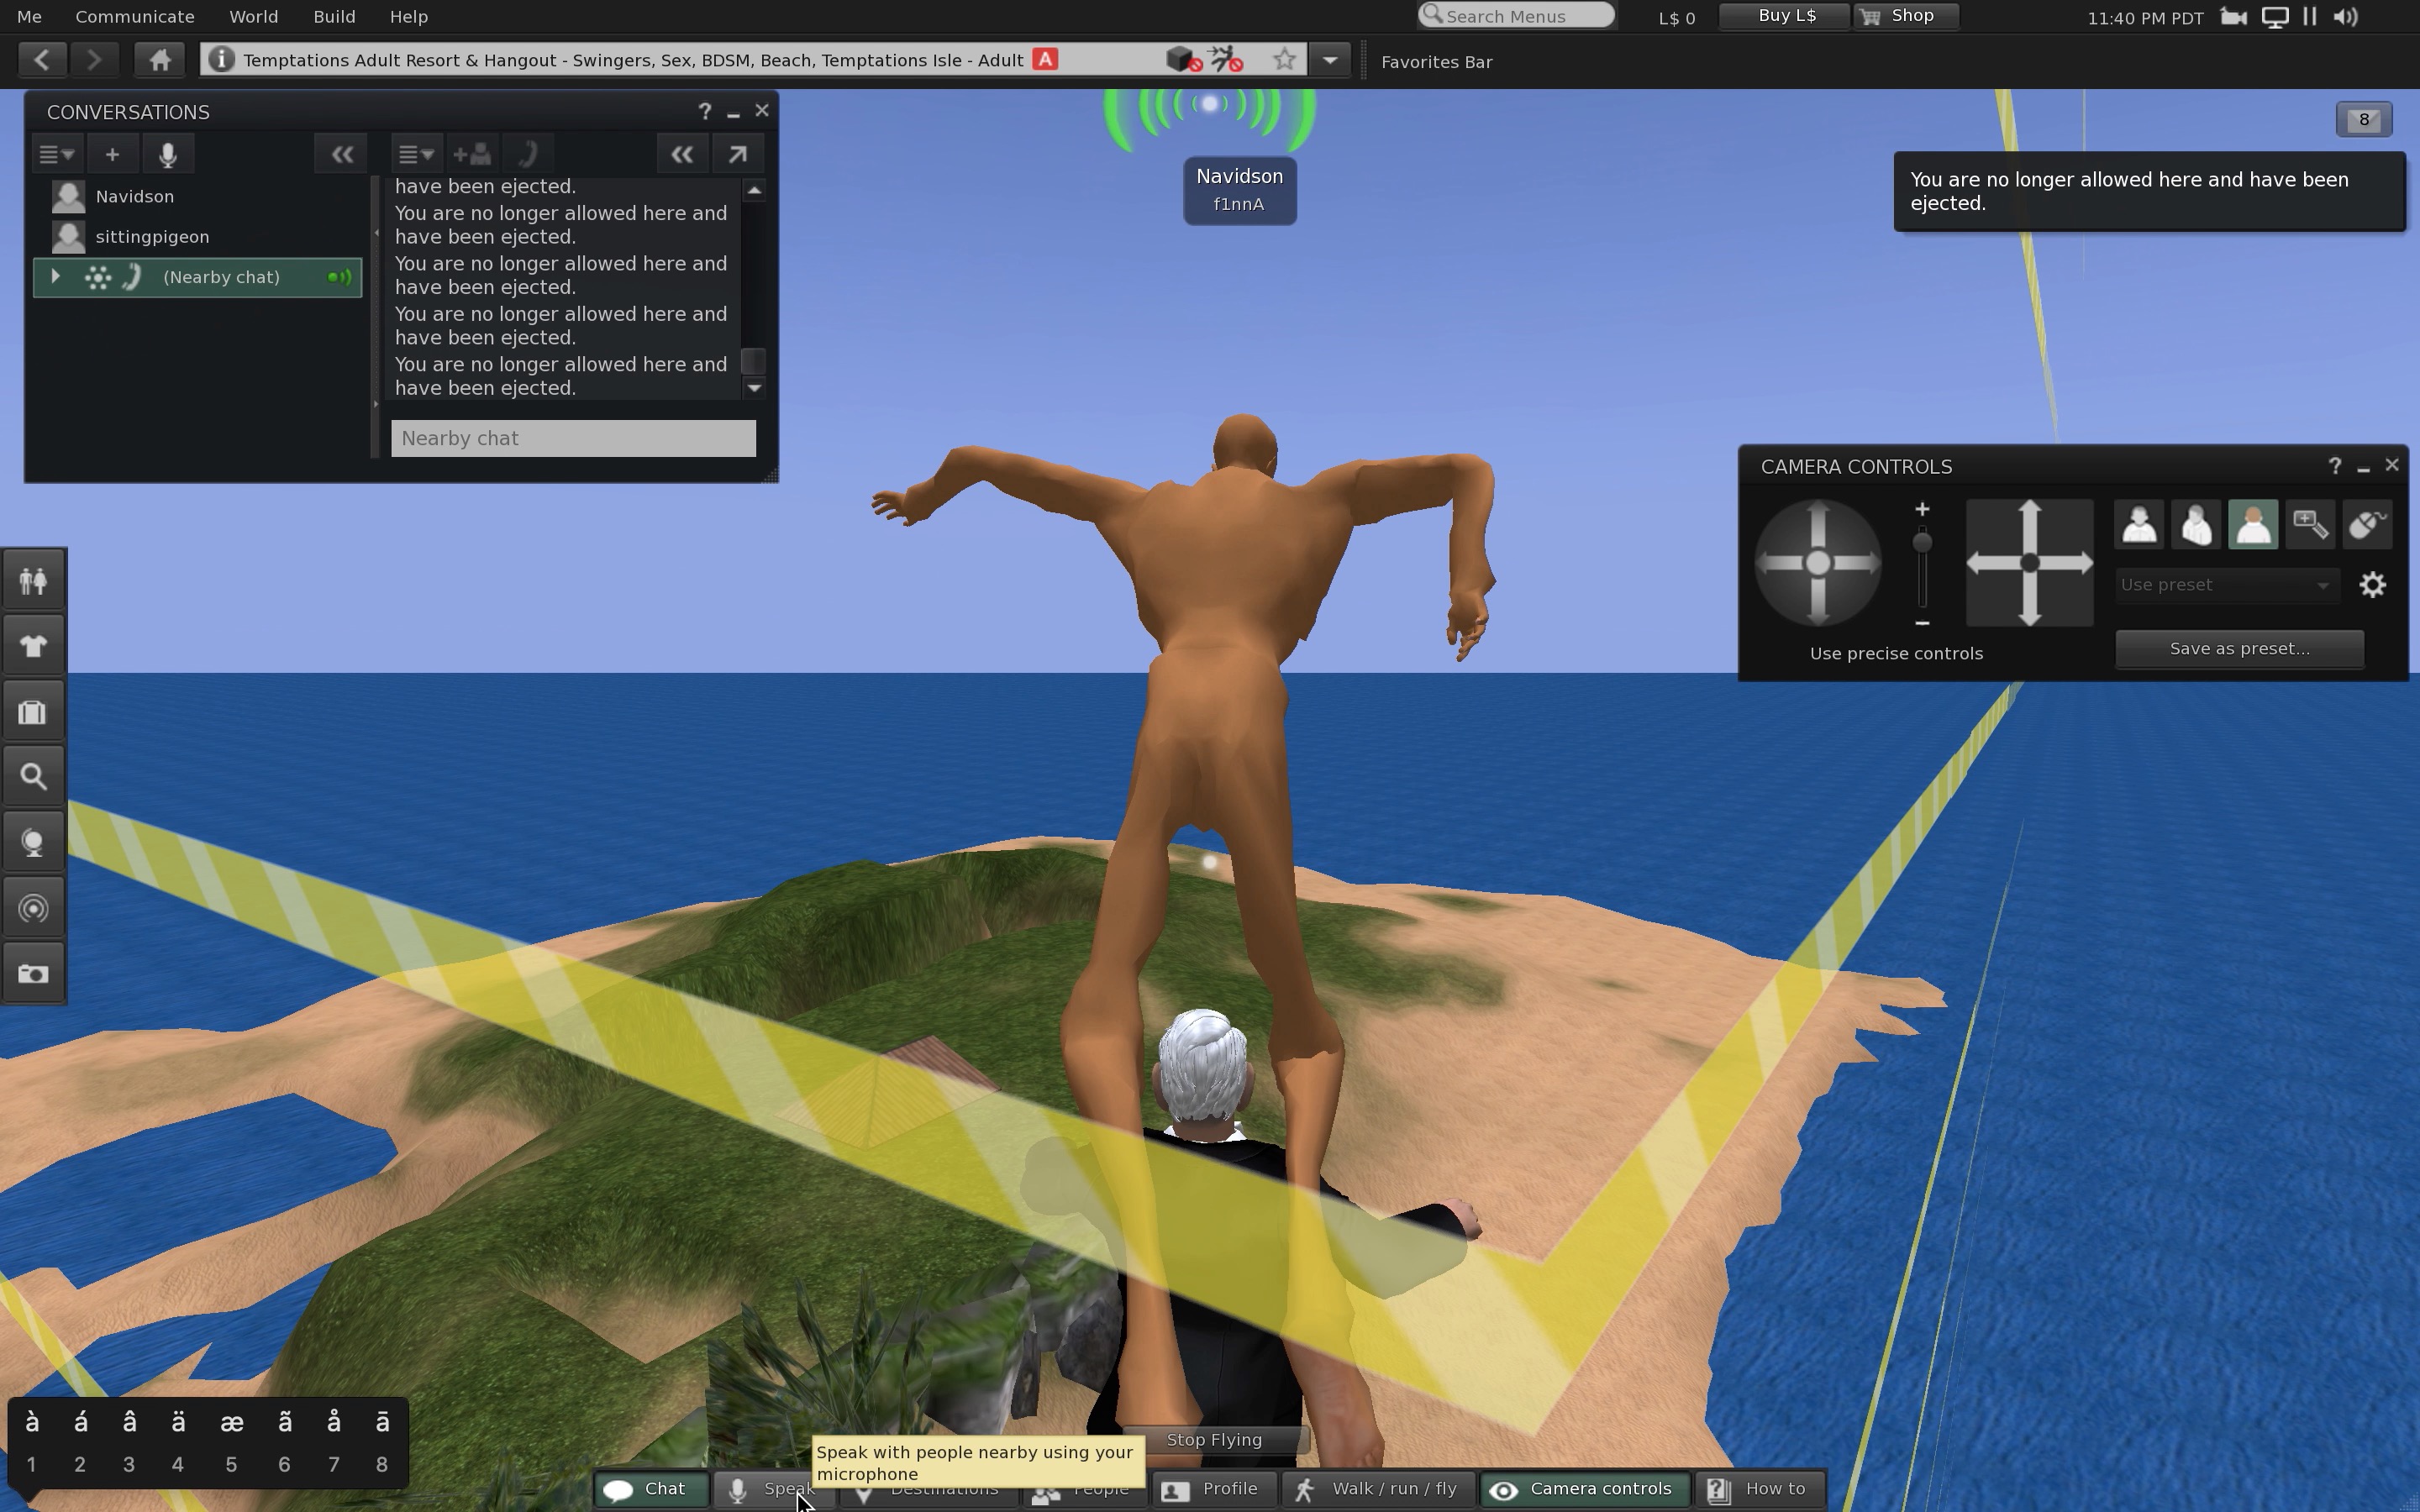 Me Communicate World Build Help
Search Menus
L$ 0
Buy L$
Shop
11:40 PM PDT
i Temptations Adult Resort & Hangout - Swingers, Sex, BDSM, Beach, Temptations Isle - Adult A
Favorites Bar
CONVERSATIONS
?
Navidson
sittingpigeon
(Nearby chat)
have been ejected.
You are no longer allowed here and
have been ejected.
You are no longer allowed here and
have been ejected.
You are no longer allowed here and
have been ejected.
You are no longer allowed here and
have been ejected.
Nearby chat
Navidson
f1nnA
8
You are no longer allowed here and have been
ejected.
CAMERA CONTROLS
?
Use preset
Use precise controls
Save as preset...
à á â ä æ ã å ā
1 2 3 4 5 6 7 8
Stop Flying
Speak with people nearby using your
microphone
Chat Speak Destinations People Profile Walk / run / fly Camera controls How to